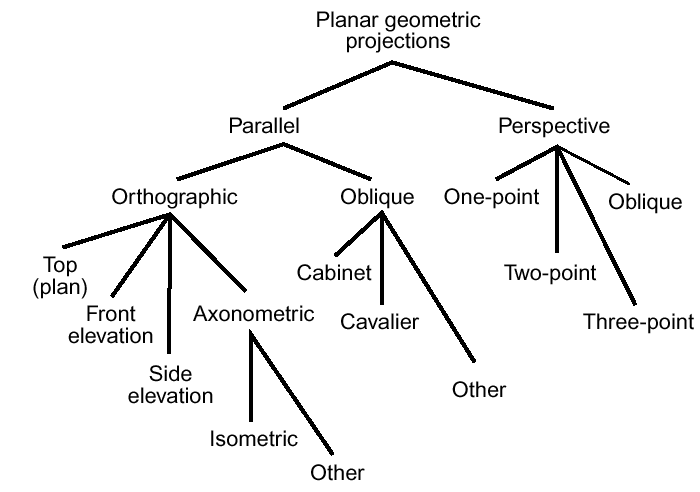 Planar geometric
projections
Parallel
Perspective
Orthographic
Oblique
One-point
Oblique
Top
(plan)
Cabinet
Two-point
Front
elevation
Axonometric
Cavalier
Three-point
Side
elevation
Other
Isometric
Other